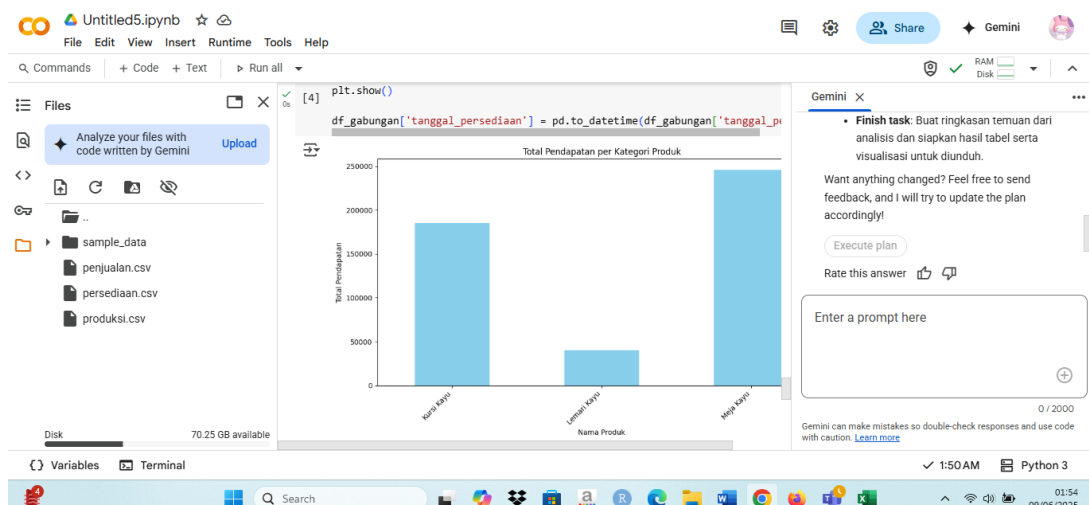 Untitled5.ipynb
File Edit View Insert Runtime Tools Help
Share
Gemini
Commands + Code + Text Run all
RAM
Disk
Files
Analyze your files with
code written by Gemini
Upload
..
sample_data
penjualan.csv
persediaan.csv
produksi.csv
Disk
70.25 GB available
0s
[4]
plt.show()
df_gabungan['tanggal_persediaan'] = pd.to_datetime(df_gabungan['tanggal_pe
Total Pendapatan per Kategori Produk
250000
200000
150000
100000
50000
0
Total Pendapatan
Kursi Kayu
Lemari Kayu
Meja Kayu
Nama Produk
Gemini
• Finish task: Buat ringkasan temuan dari
analisis dan siapkan hasil tabel serta
visualisasi untuk diunduh.
Want anything changed? Feel free to send
feedback, and I will try to update the plan
accordingly!
Execute plan
Rate this answer
Enter a prompt here
0 / 2000
Gemini can make mistakes so double-check responses and use code
with caution. Learn more
{} Variables Terminal
1:50 AM Python 3
4
Search
01:54
09/06/2025